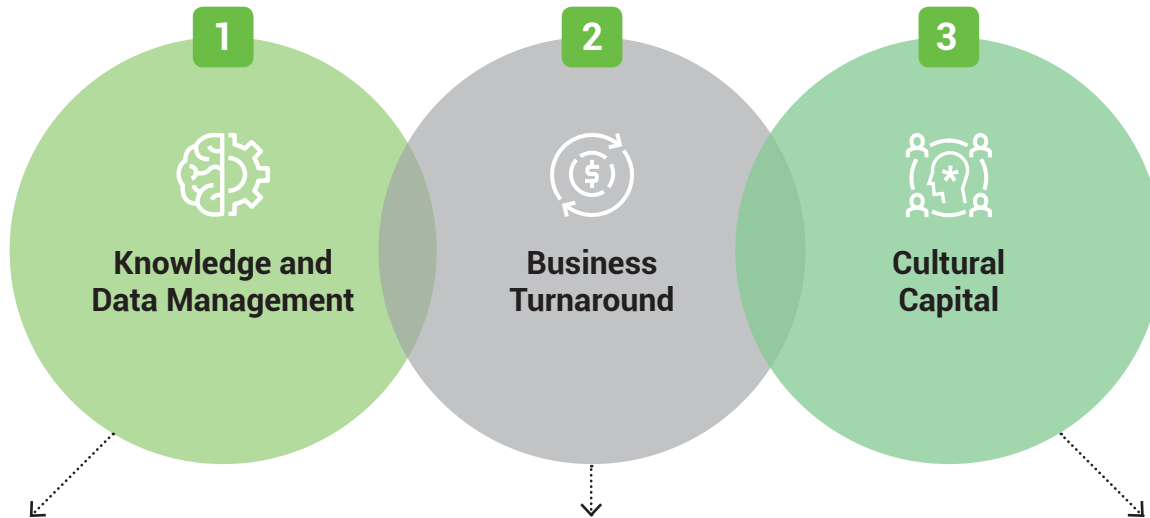 1
2
3
Knowledge and
Data Management
Business
Turnaround
Cultural
Capital
$
*